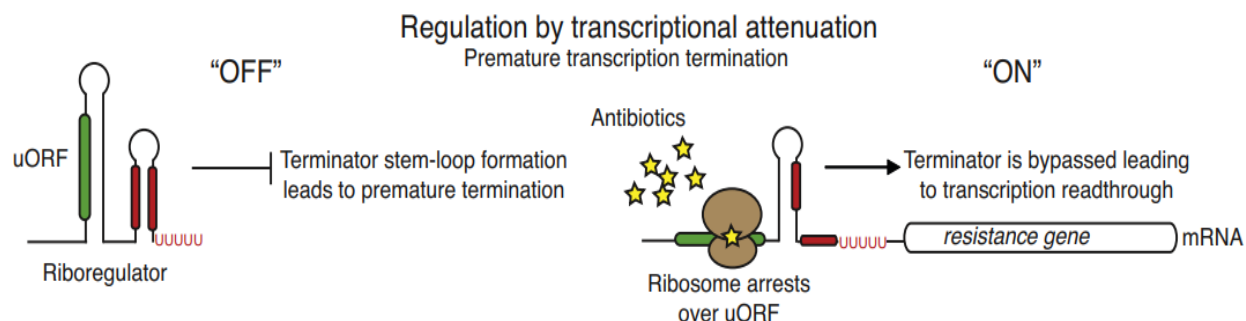 Regulation by transcriptional attenuation
Premature transcription termination
“OFF”
“ON”
Antibiotics
uORF
Terminator stem-loop formation
leads to premature termination
Terminator is bypassed leading
to transcription readthrough
UUUUU
UUUUU
resistance gene
mRNA
Riboregulator
Ribosome arrests
over uORF